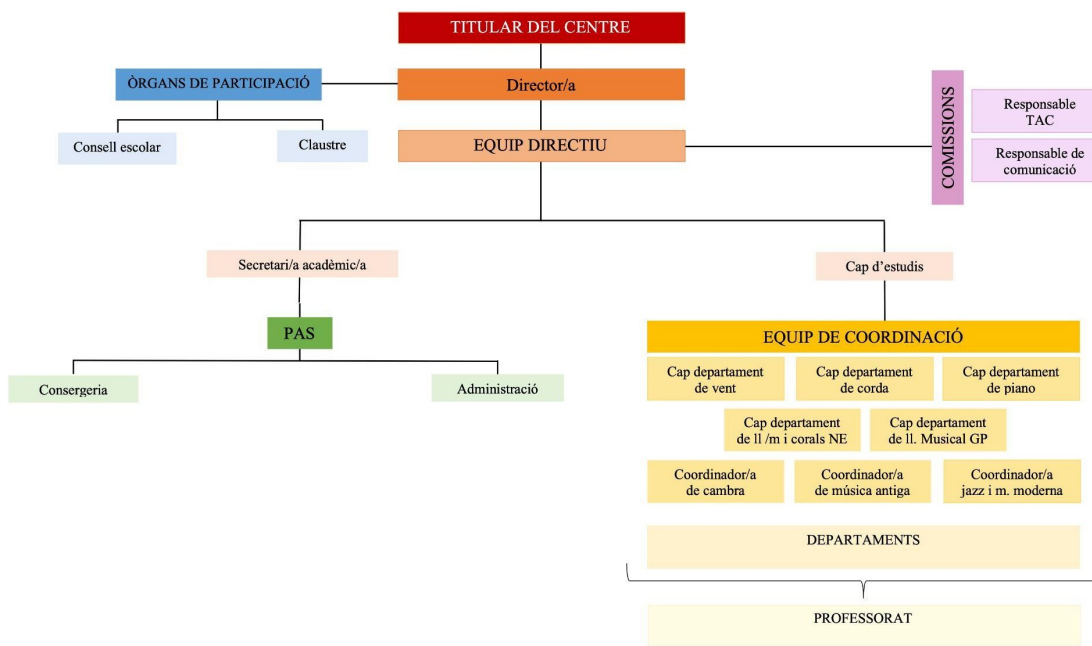 TITULAR DEL CENTRE
ÒRGANS DE PARTICIPACIÓ
Director/a
Consell escolar
Claustre
EQUIP DIRECTIU
COMISSIONS
Responsable
TAC
Responsable de
comunicació
Secretari/a acadèmic/a
Cap d’estudis
PAS
Consergeria
Administració
EQUIP DE COORDINACIÓ
Cap departament
de vent
Cap departament
de corda
Cap departament
de piano
Cap departament
de ll /m i corals NE
Cap departament
de ll. Musical GP
Coordinador/a
de cambra
Coordinador/a
de música antiga
Coordinador/a
jazz i m. moderna
DEPARTAMENTS
PROFESSORAT